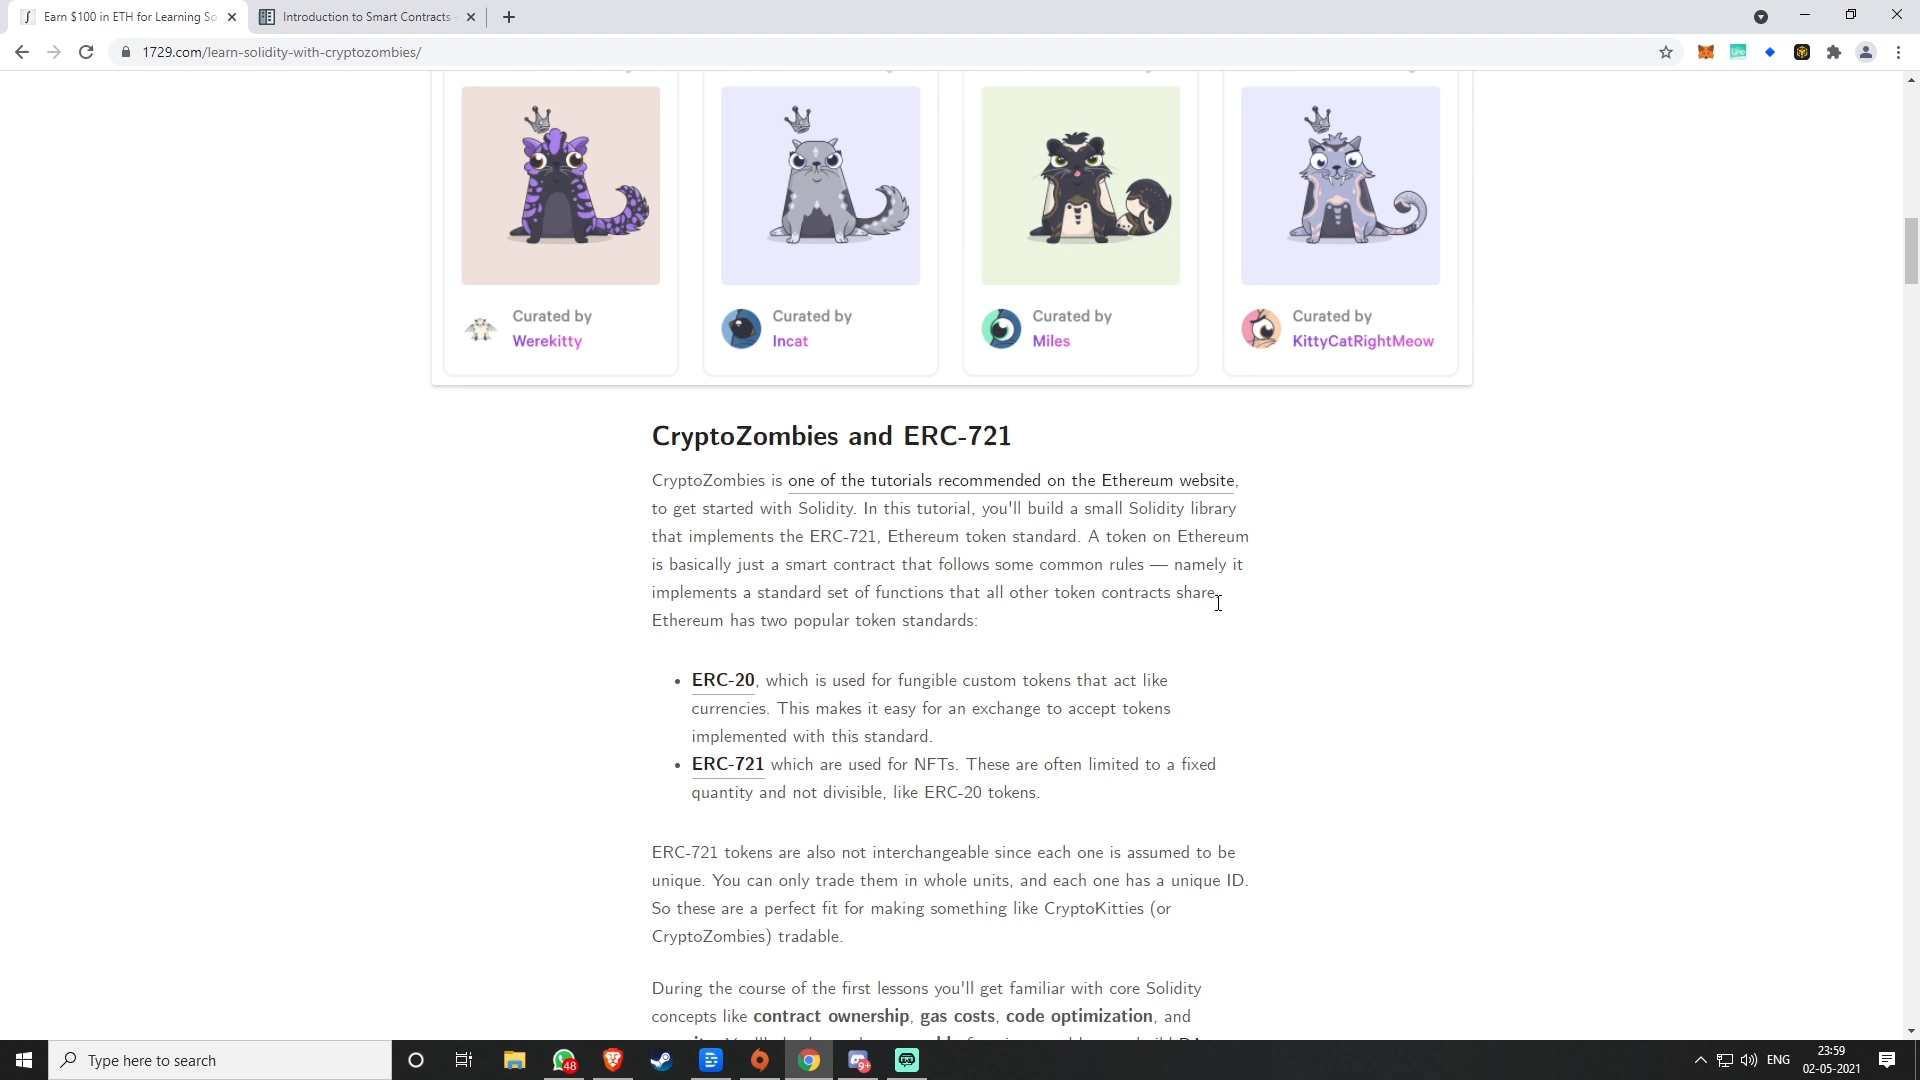 Earn $100 in ETH for Learning So
Introduction to Smart Contracts
1729.com/learn-solidity-with-cryptozombies/
Curated by
Werekitty
Curated by
Incat
Curated by
Miles
Curated by
KittyCatRightMeow
CryptoZombies and ERC-721
CryptoZombies is one of the tutorials recommended on the Ethereum website,
to get started with Solidity. In this tutorial, you'll build a small Solidity library
that implements the ERC-721, Ethereum token standard. A token on Ethereum
is basically just a smart contract that follows some common rules — namely it
implements a standard set of functions that all other token contracts share.
Ethereum has two popular token standards:
• ERC-20, which is used for fungible custom tokens that act like
currencies. This makes it easy for an exchange to accept tokens
implemented with this standard.
• ERC-721 which are used for NFTs. These are often limited to a fixed
quantity and not divisible, like ERC-20 tokens.
ERC-721 tokens are also not interchangeable since each one is assumed to be
unique. You can only trade them in whole units, and each one has a unique ID.
So these are a perfect fit for making something like CryptoKitties (or
CryptoZombies) tradable.
During the course of the first lessons you'll get familiar with core Solidity
concepts like contract ownership, gas costs, code optimization, and
Type here to search
48
9+
ENG
23:59
02-05-2021